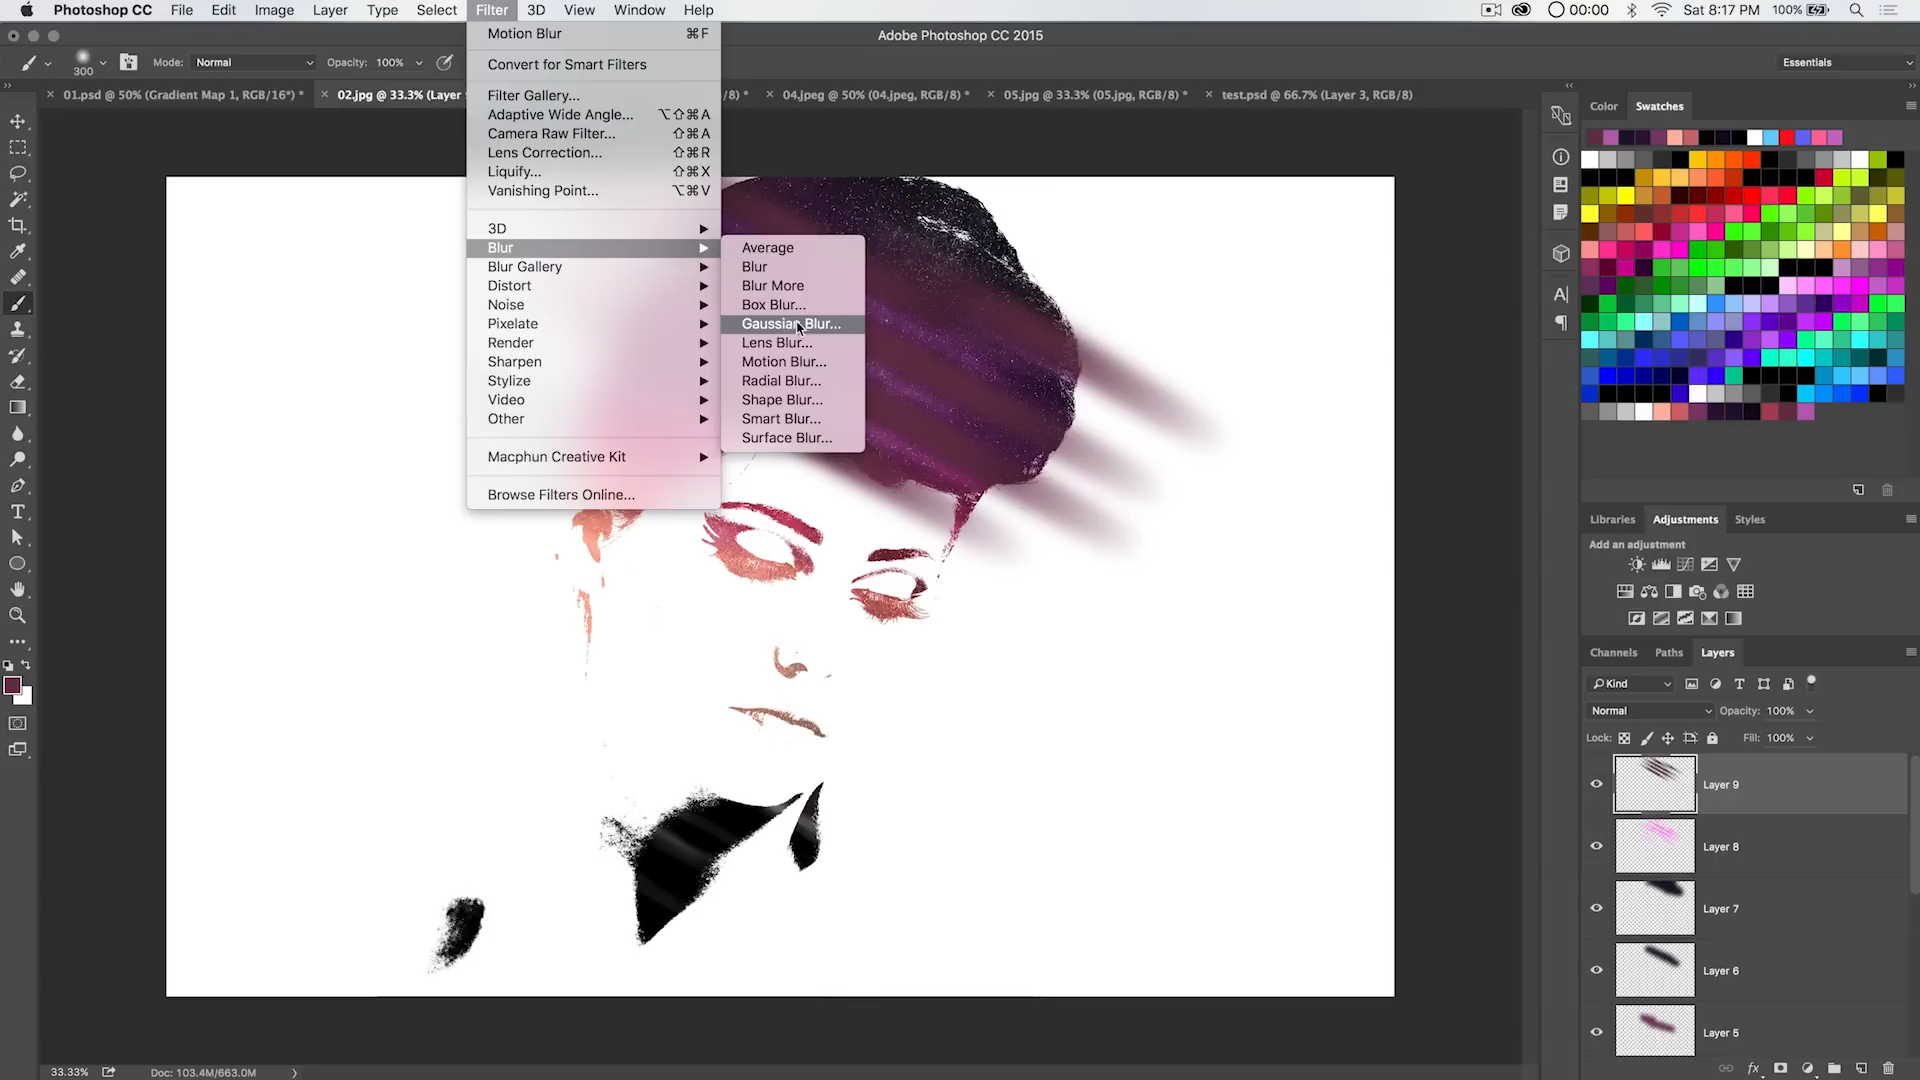 Photoshop CC File Edit Image Layer Type Select Filter 3D View Window Help 00:00 Sat 8:17 PM 100%
Adobe Photoshop CC 2015
300 Mode: Normal Opacity: 100% Essentials
01.psd @ 50% (Gradient Map 1, RGB/16*) * 02.jpg @ 33.3% (Layer /8) * 04.jpeg @ 50% (04.jpeg, RGB/8) * 05.jpg @ 33.3% (05.jpg, RGB/8) * test.psd @ 66.7% (Layer 3, RGB/8)
Motion Blur ⌘F
Convert for Smart Filters
Filter Gallery...
Adaptive Wide Angle... ⌥⇧⌘A
Camera Raw Filter... ⇧⌘A
Lens Correction... ⇧⌘R
Liquify... ⇧⌘X
Vanishing Point... ⌥⌘V
3D
Blur
Blur Gallery
Distort
Noise
Pixelate
Render
Sharpen
Stylize
Video
Other
Macphun Creative Kit
Browse Filters Online...
Average
Blur
Blur More
Box Blur...
Gaussian Blur...
Lens Blur...
Motion Blur...
Radial Blur...
Shape Blur...
Smart Blur...
Surface Blur...
Color Swatches
Libraries Adjustments Styles
Add an adjustment
Channels Paths Layers
Kind
Normal Opacity: 100%
Lock: Fill: 100%
Layer 9
Layer 8
Layer 7
Layer 6
Layer 5
33.33% Doc: 103.4M/663.0M